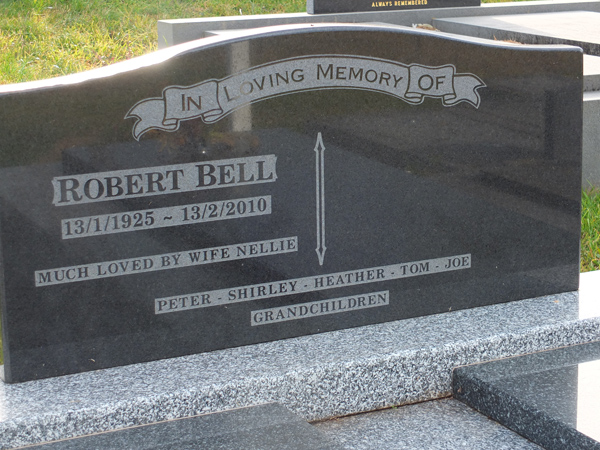 ALWAYS REMEMBERED
IN LOVING MEMORY OF
ROBERT BELL
13/1/1925 ~ 13/2/2010
MUCH LOVED BY WIFE NELLIE
PETER - SHIRLEY - HEATHER - TOM - JOE
GRANDCHILDREN